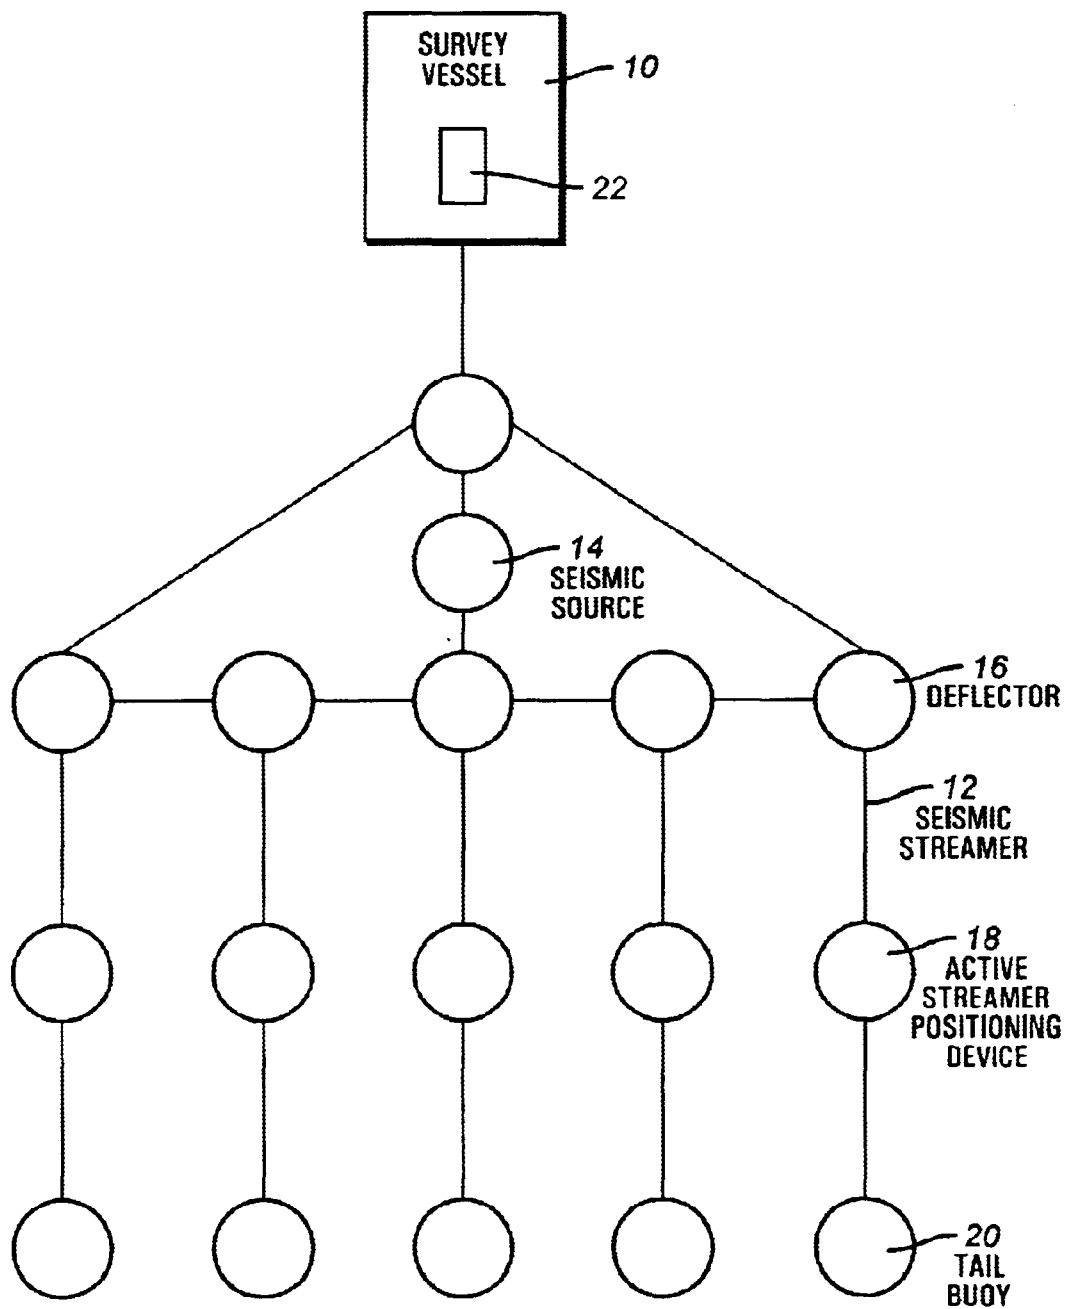 SURVEY
VESSEL
10
22
14
SEISMIC
SOURCE
16
DEFLECTOR
12
SEISMIC
STREAMER
18
ACTIVE
STREAMER
POSITIONING
DEVICE
20
TAIL
BUOY